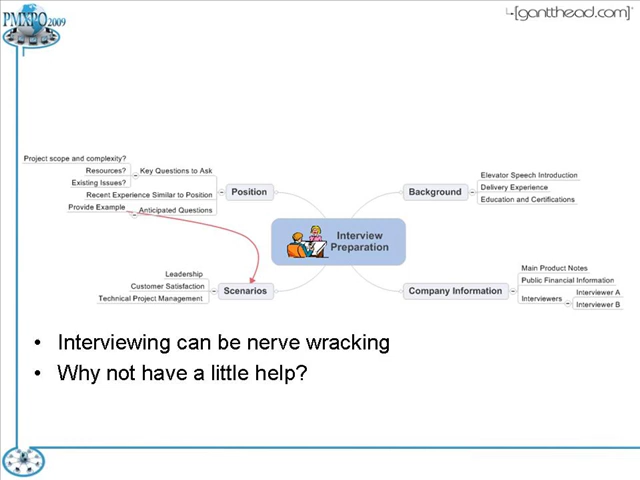 PMXPO 2009
[gantthead.com]
Project scope and complexity?
Resources?
Existing Issues?
Key Questions to Ask
Recent Experience Similar to Position
Provide Example
Anticipated Questions
Position
Leadership
Customer Satisfaction
Technical Project Management
Scenarios
Interview
Preparation
Background
Elevator Speech Introduction
Delivery Experience
Education and Certifications
Company Information
Main Product Notes
Public Financial Information
Interviewers
Interviewer A
Interviewer B
• Interviewing can be nerve wracking
• Why not have a little help?